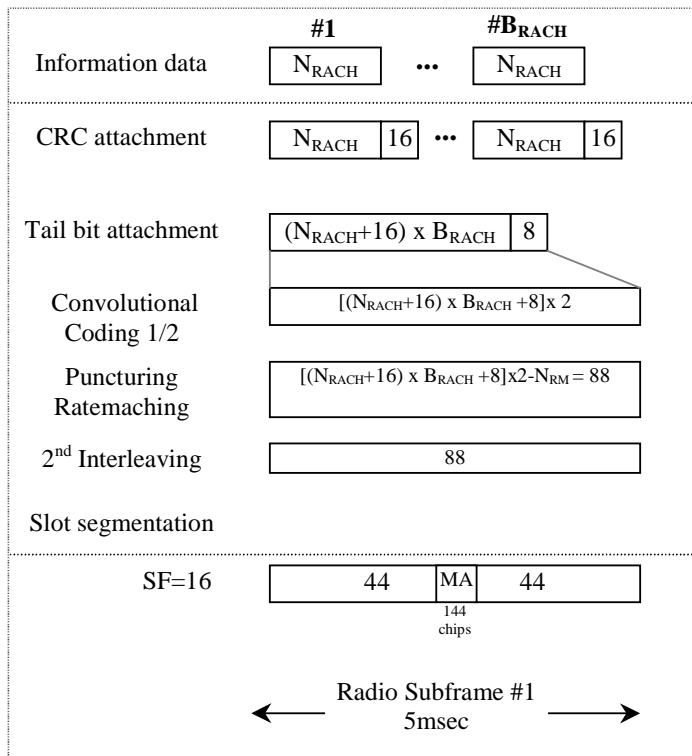 #1 #B_RACH
Information data N_RACH ••• N_RACH
CRC attachment N_RACH 16 ••• N_RACH 16
Tail bit attachment (N_RACH+16) x B_RACH 8
Convolutional
Coding 1/2
[(N_RACH+16) x B_RACH +8]x 2
Puncturing
Ratemaching
[(N_RACH+16) x B_RACH +8]x2-N_RM = 88
2nd Interleaving 88
Slot segmentation
SF=16 44 MA 44
144
chips
Radio Subframe #1
5msec